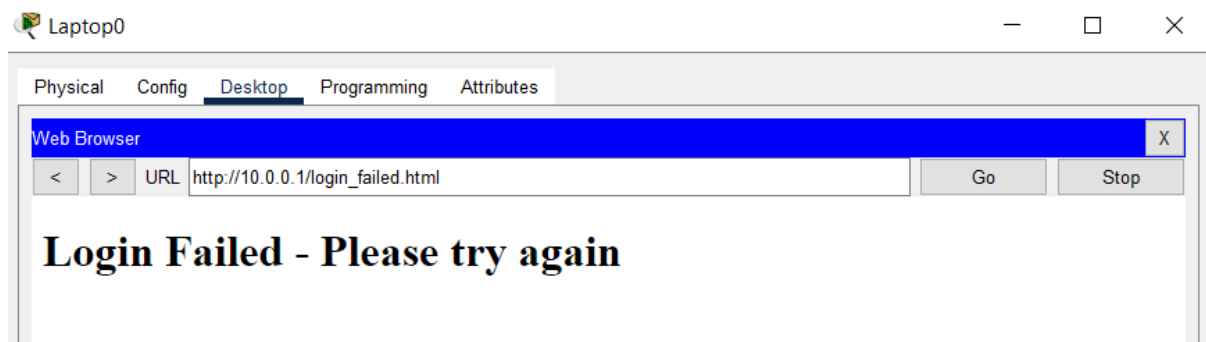 Laptop0
Physical Config Desktop Programming Attributes
Web Browser X
< > URL http://10.0.0.1/login_failed.html Go Stop
Login Failed - Please try again